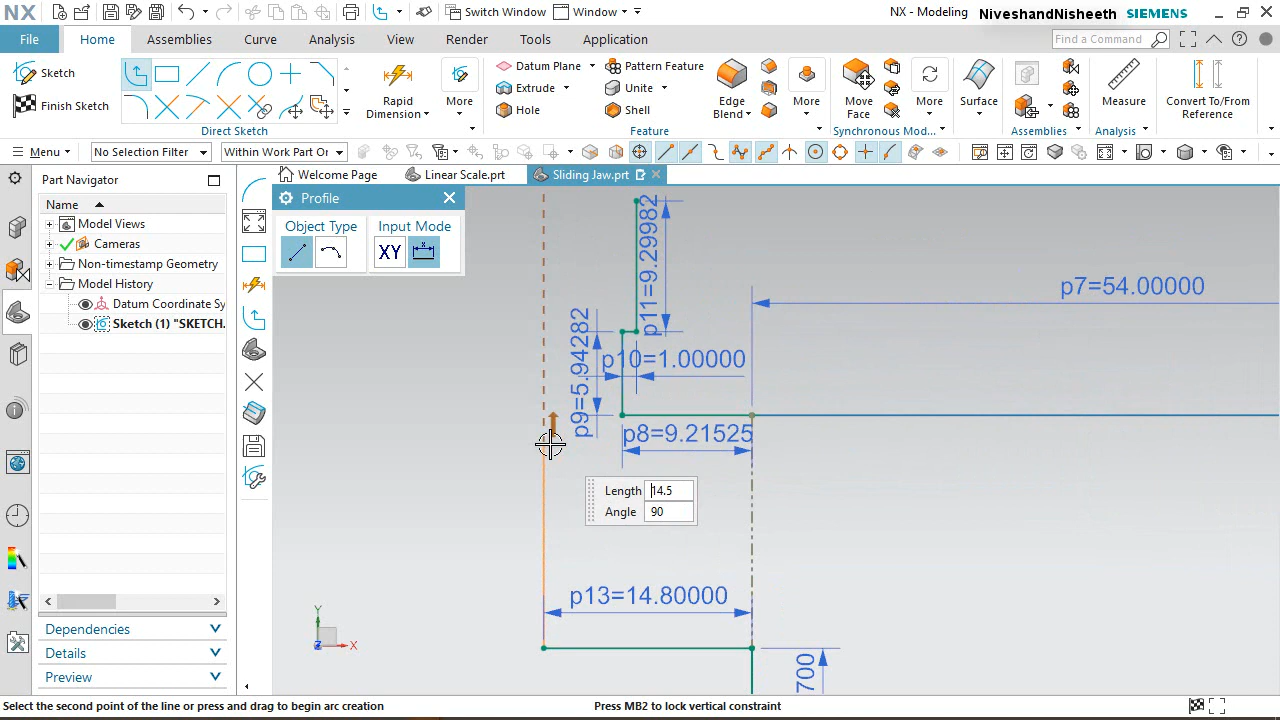 NX
Switch Window
Window
NX - Modeling
NiveshandNisheeth
SIEMENS
File
Home
Assemblies
Curve
Analysis
View
Render
Tools
Application
Find a Command
Sketch
Finish Sketch
Direct Sketch
Rapid
Dimension
More
Datum Plane
Extrude
Hole
Pattern Feature
Unite
Shell
Edge
Blend
More
Feature
Move
Face
More
Synchronous Mod...
Surface
Assemblies
Measure
Analysis
Convert To/From
Reference
Menu
No Selection Filter
Within Work Part Or
Part Navigator
Welcome Page
Linear Scale.prt
Sliding Jaw.prt
Name
Model Views
Cameras
Non-timestamp Geometry
Model History
Datum Coordinate Sy
Sketch (1) "SKETCH.
Dependencies
Details
Preview
Profile
Object Type
Input Mode
XY
p11=9.29982
p7=54.00000
p9=5.94282
p10=1.00000
p8=9.21525
Length 14.5
Angle 90
p13=14.80000
700
Y
Z
X
Select the second point of the line or press and drag to begin arc creation
Press MB2 to lock vertical constraint